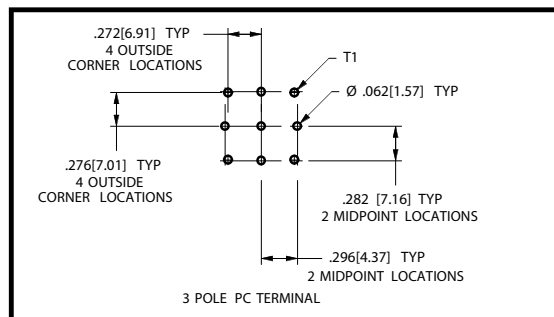 .272[6.91] TYP
4 OUTSIDE
CORNER LOCATIONS
T1
Ø .062[1.57] TYP
.276[7.01] TYP
4 OUTSIDE
CORNER LOCATIONS
.282 [7.16] TYP
2 MIDPOINT LOCATIONS
.296[4.37] TYP
2 MIDPOINT LOCATIONS
3 POLE PC TERMINAL